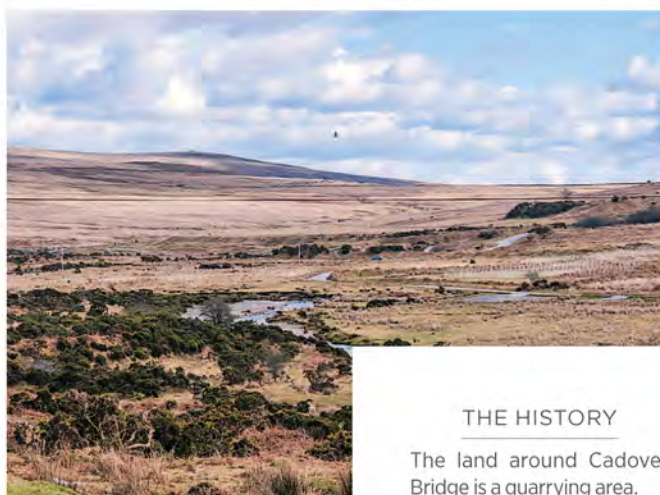 THE HISTORY
The land around Cadove
Bridge is a quarrying area.